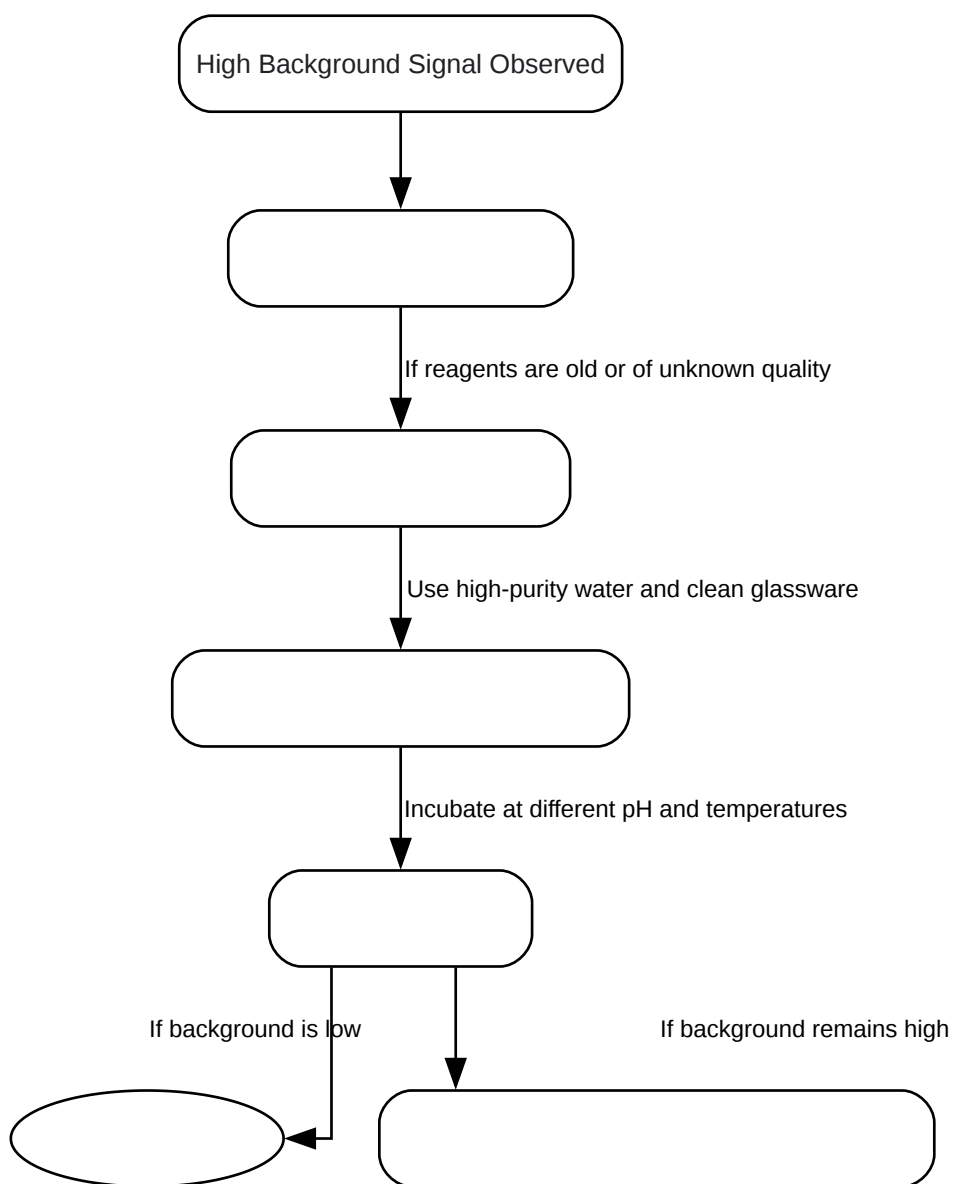 High Background Signal Observed
If reagents are old or of unknown quality
Use high-purity water and clean glassware
Incubate at different pH and temperatures
If background is low
If background remains high